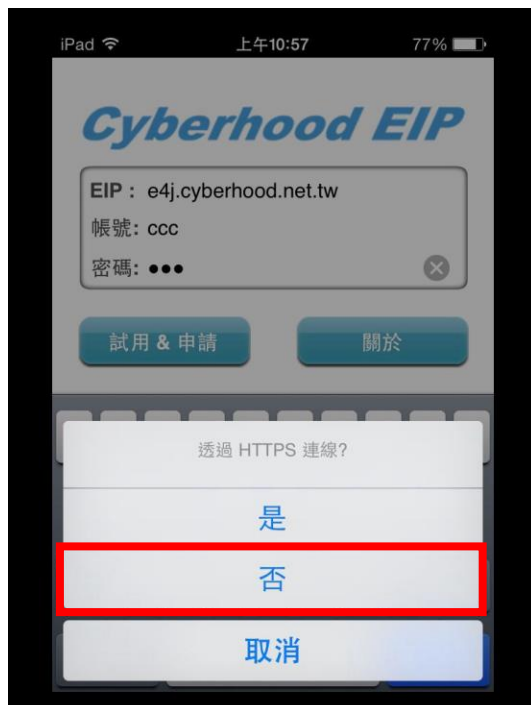 iPad 上午10:57 77%
Cyberhood EIP
EIP : e4j.cyberhood.net.tw
帳號: ccc
密碼: •••
試用 & 申請 關於
透過 HTTPS 連線?
是
否
取消